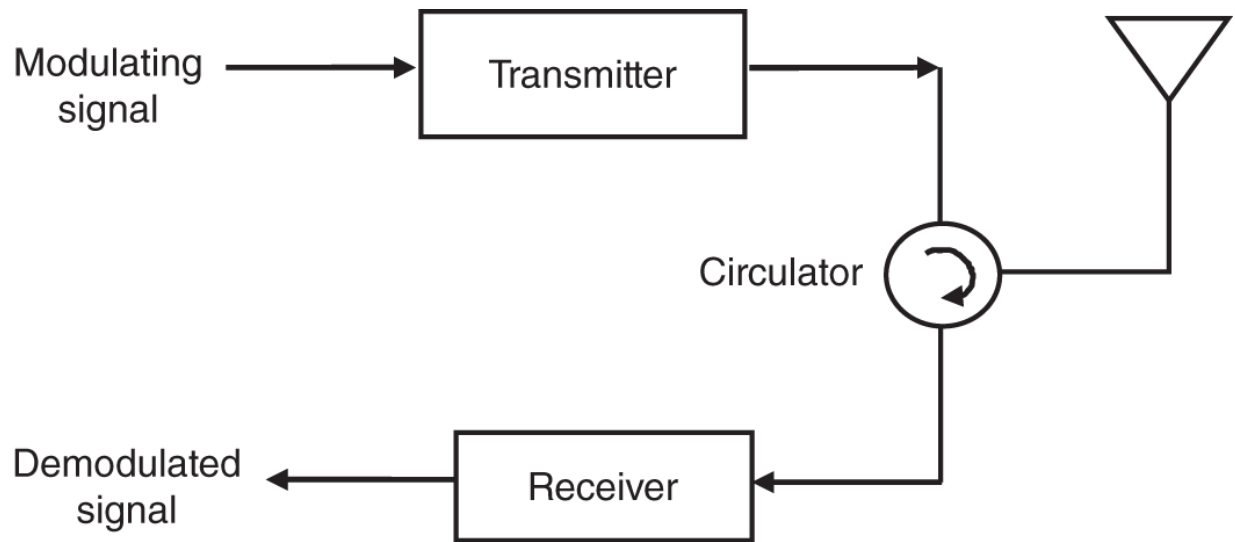 Modulating
signal
Transmitter
Circulator
Demodulated
signal
Receiver